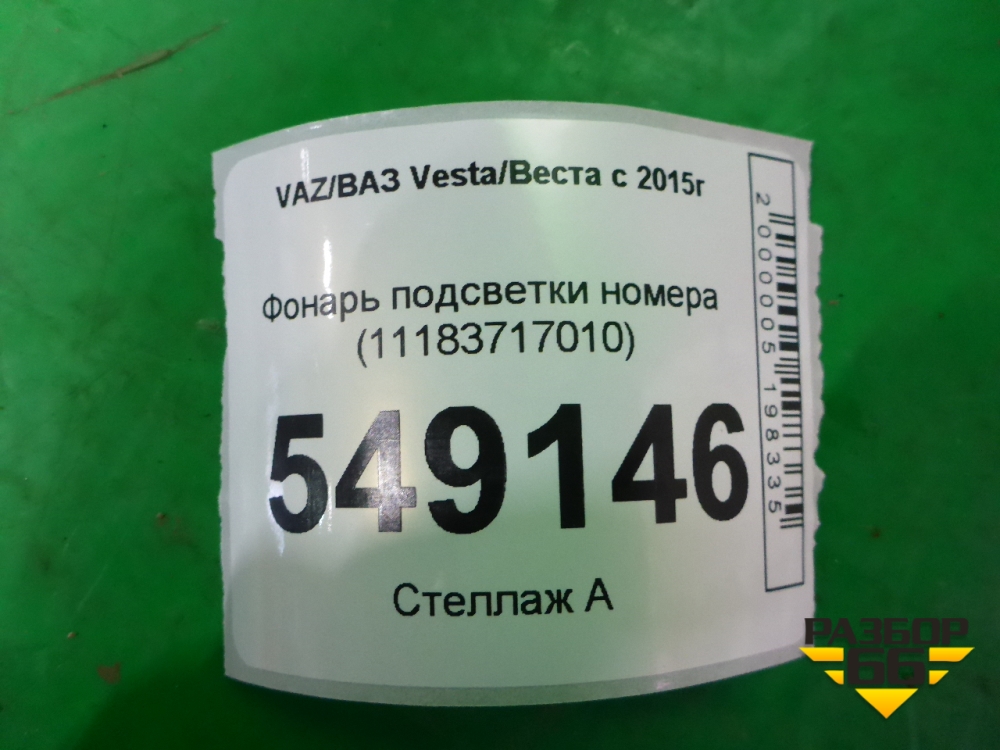 VAZ/ВАЗ Vesta/Веста с 2015г
Фонарь подсветки номера
(11183717010)
549146
Стеллаж А
2000005198335
РАЗБОР
66